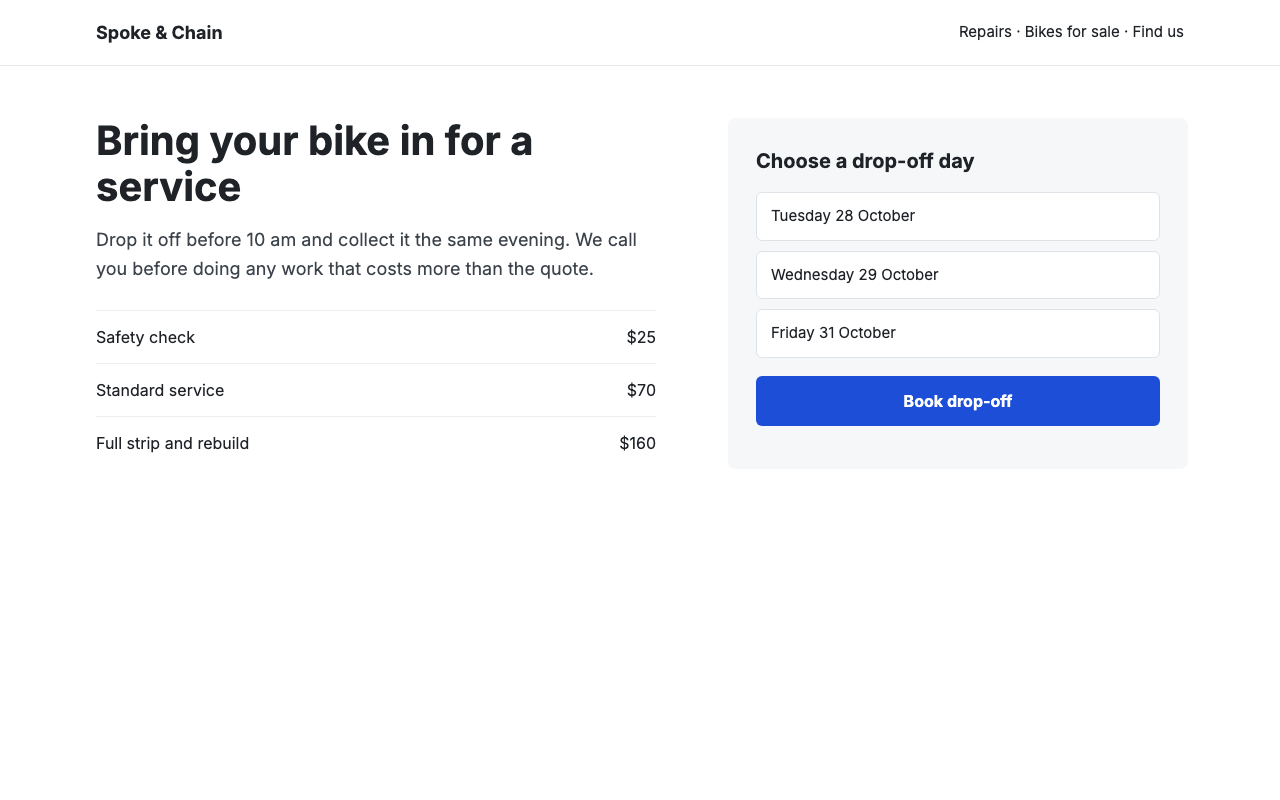 Spoke & Chain
Repairs · Bikes for sale · Find us
Bring your bike in for a
service
Drop it off before 10 am and collect it the same evening. We call
you before doing any work that costs more than the quote.
Safety check $25
Standard service $70
Full strip and rebuild $160
Choose a drop-off day
Tuesday 28 October
Wednesday 29 October
Friday 31 October
Book drop-off